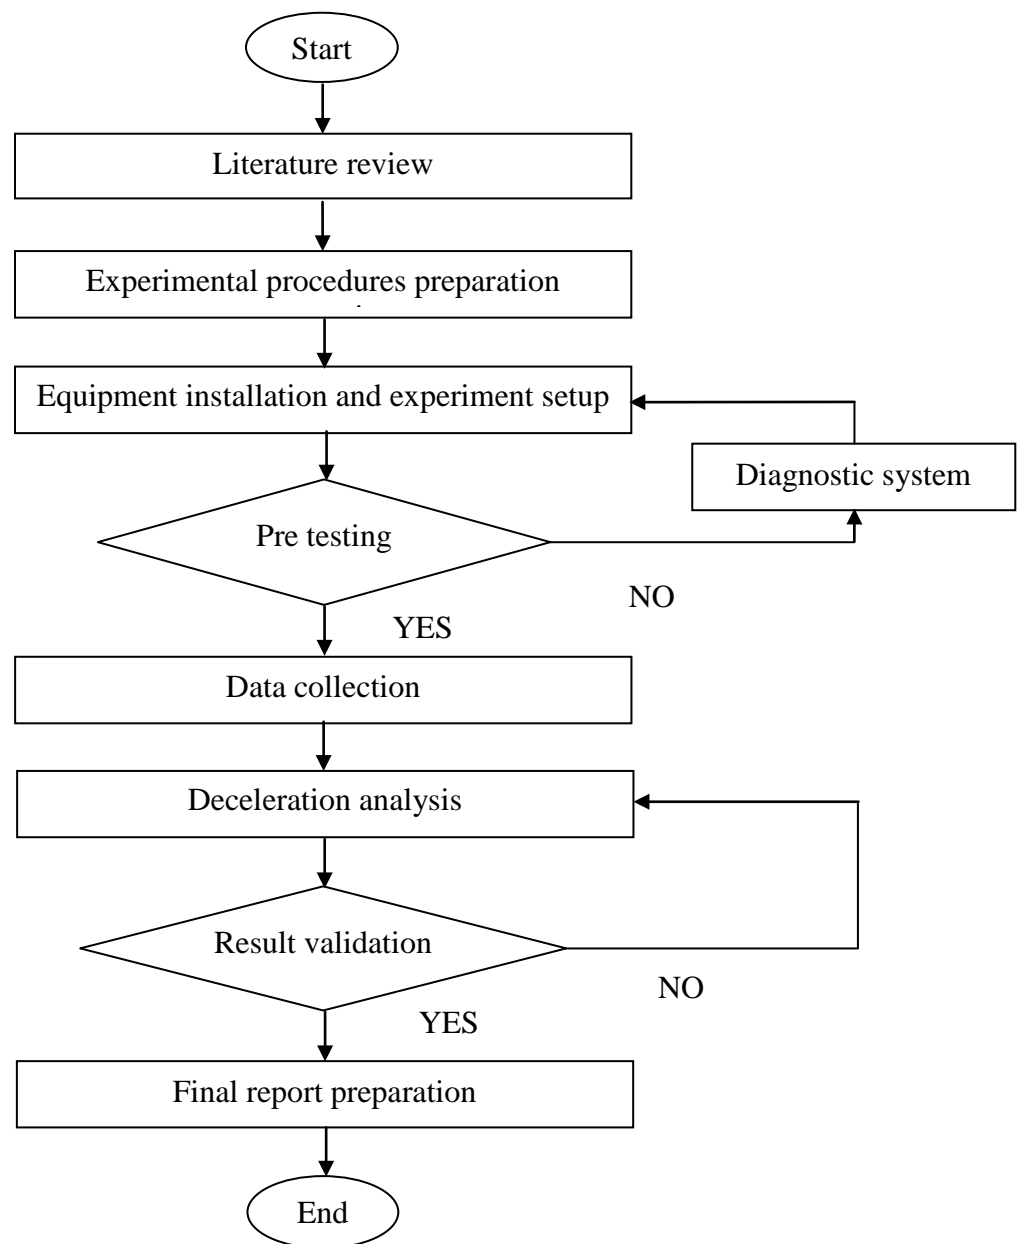 Start
Literature review
Experimental procedures preparation
Equipment installation and experiment setup
Diagnostic system
Pre testing
NO
YES
Data collection
Deceleration analysis
Result validation
NO
YES
Final report preparation
End